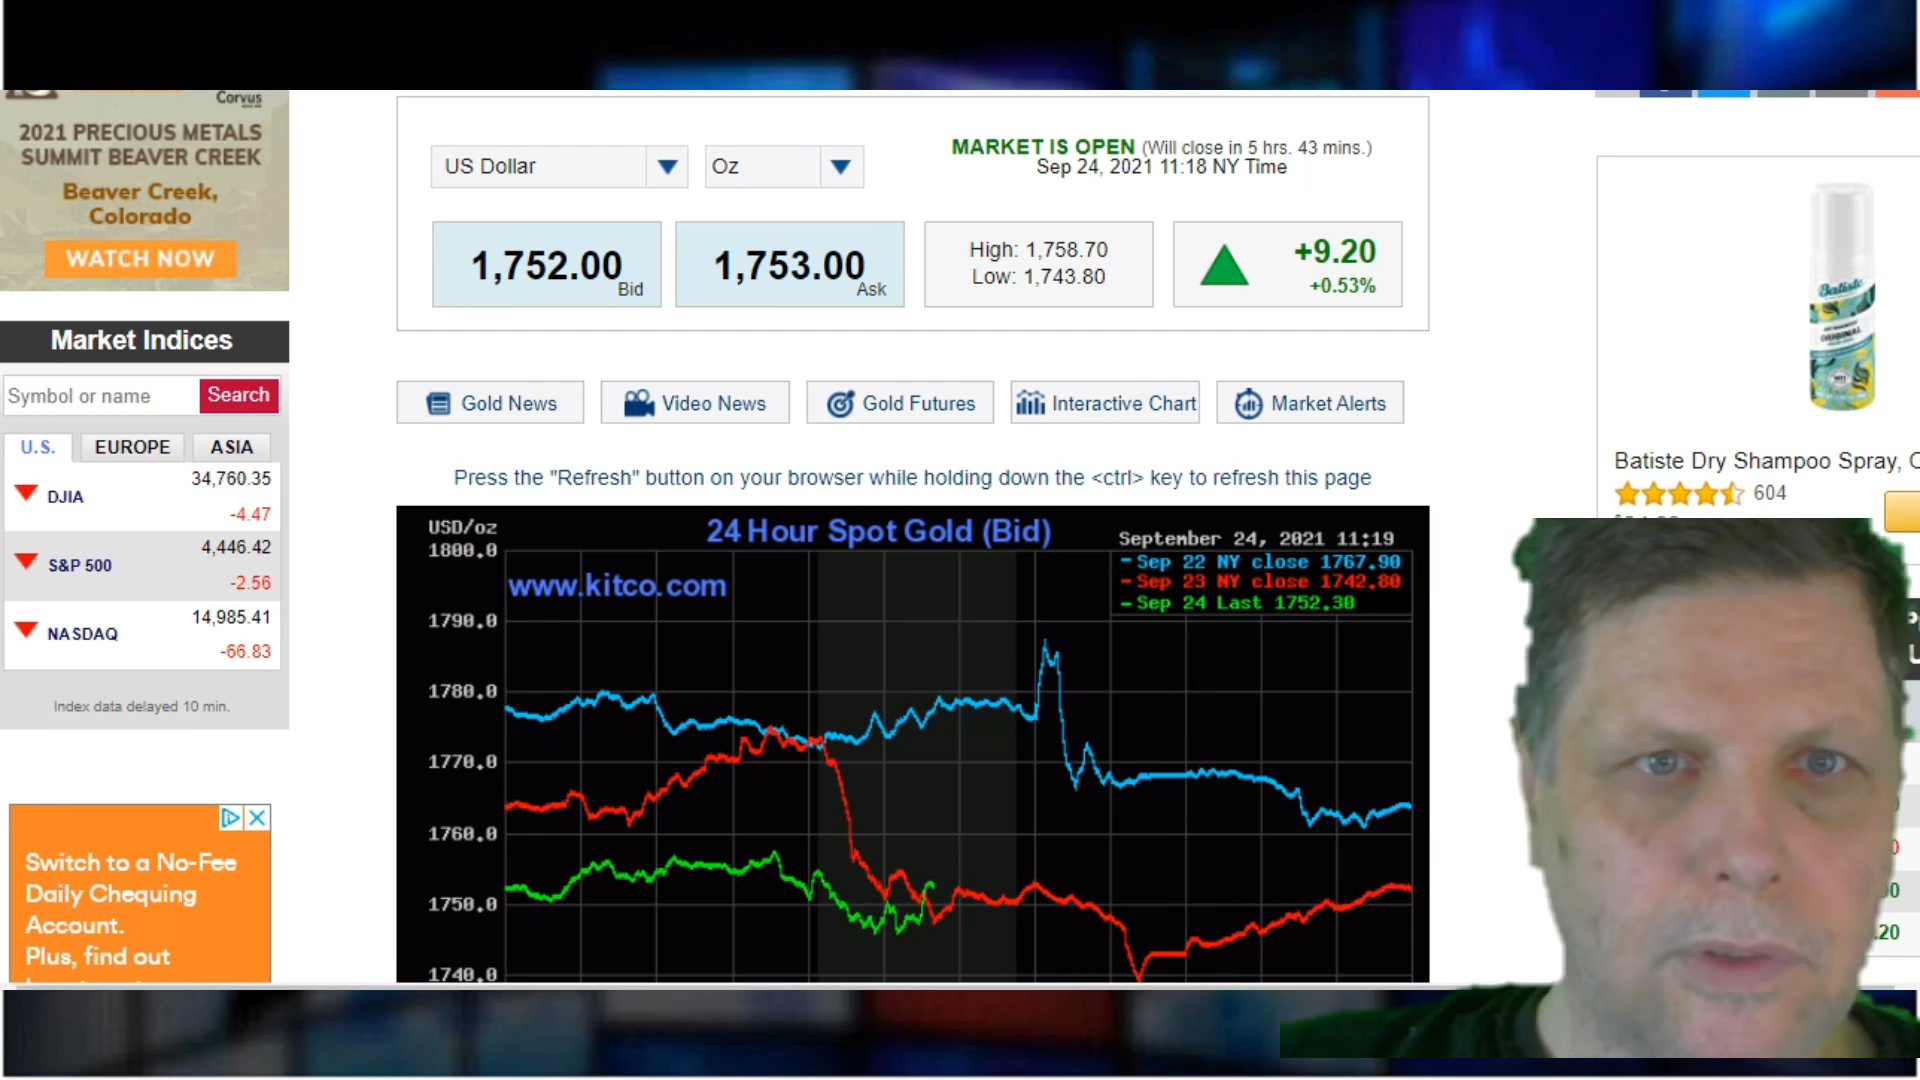 Corvus
2021 PRECIOUS METALS
SUMMIT BEAVER CREEK
Beaver Creek,
Colorado
WATCH NOW
Market Indices
Symbol or name Search
U.S. EUROPE ASIA
34,760.35
DJIA
-4.47
4,446.42
S&P 500
-2.56
14,985.41
NASDAQ
-66.83
Index data delayed 10 min.
Switch to a No-Fee
Daily Chequing
Account.
Plus, find out
US Dollar Oz
MARKET IS OPEN (Will close in 5 hrs. 43 mins.)
Sep 24, 2021 11:18 NY Time
1,752.00 Bid
1,753.00 Ask
High: 1,758.70
Low: 1,743.80
+9.20
+0.53%
Gold News Video News Gold Futures Interactive Chart Market Alerts
Press the "Refresh" button on your browser while holding down the <ctrl> key to refresh this page
USD/oz 24 Hour Spot Gold (Bid) September 24, 2021 11:19
www.kitco.com
Sep 22 NY close 1767.90
Sep 23 NY close 1742.80
Sep 24 Last 1752.30
1800.0
1790.0
1780.0
1770.0
1760.0
1750.0
1740.0
Batiste
ORIGINAL
Batiste Dry Shampoo Spray,
604
.20